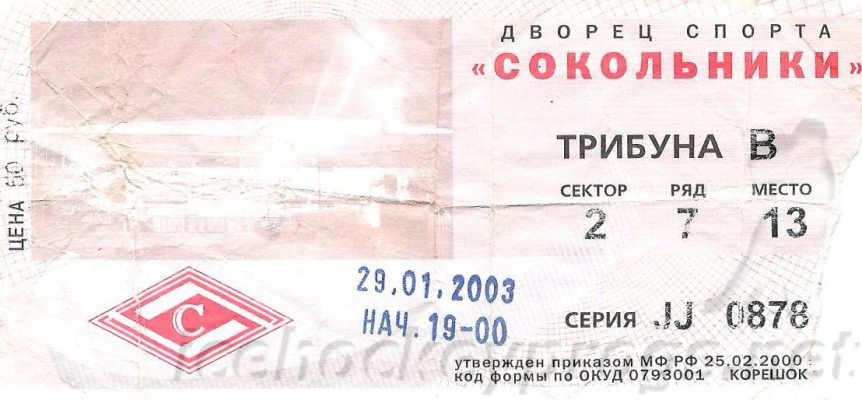 ДВОРЕЦ СПОРТА
«СОКОЛЬНИКИ»
ЦЕНА 60 руб.
ТРИБУНА В
СЕКТОР РЯД МЕСТО
2 7 13
29.01.2003
НАЧ. 19-00
С
СЕРИЯ JJ 0878
утвержден приказом МФ РФ 25.02.2000
код формы по ОКУД 0793001 КОРЕШОК